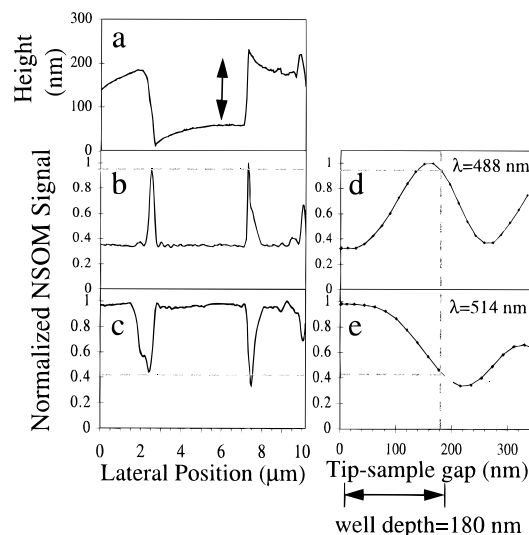 300
a
200
100
0
Height
(nm)
1
b
0.8
0.6
0.4
0.2
1
c
0.8
0.6
0.4
0.2
0
0 2 4 6 8 10
Lateral Position (μm)
Normalized NSOM Signal
1
d
λ=488 nm
0.8
0.6
0.4
0.2
0
1
e
λ=514 nm
0.8
0.6
0.4
0.2
0
0 100 200 300
Tip-sample gap (nm)
well depth=180 nm